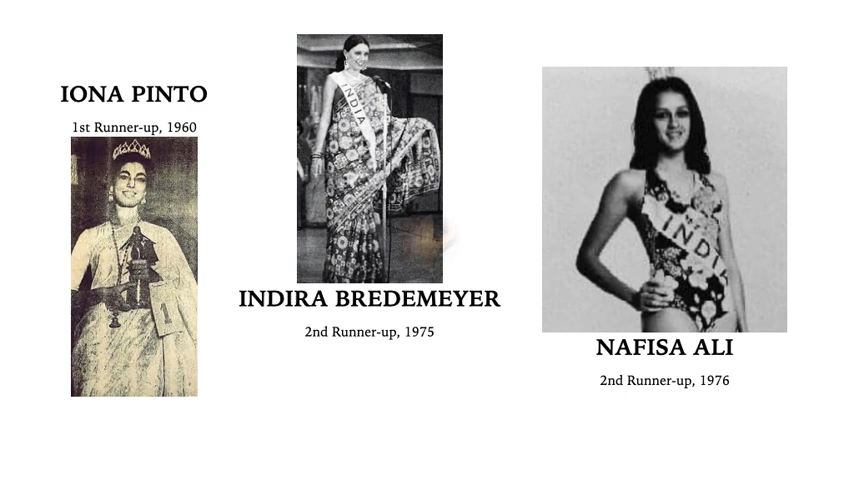 IONA PINTO
1st Runner-up, 1960
1
INDIA
INDIRA BREDEMEYER
2nd Runner-up, 1975
INDIA
NAFISA ALI
2nd Runner-up, 1976